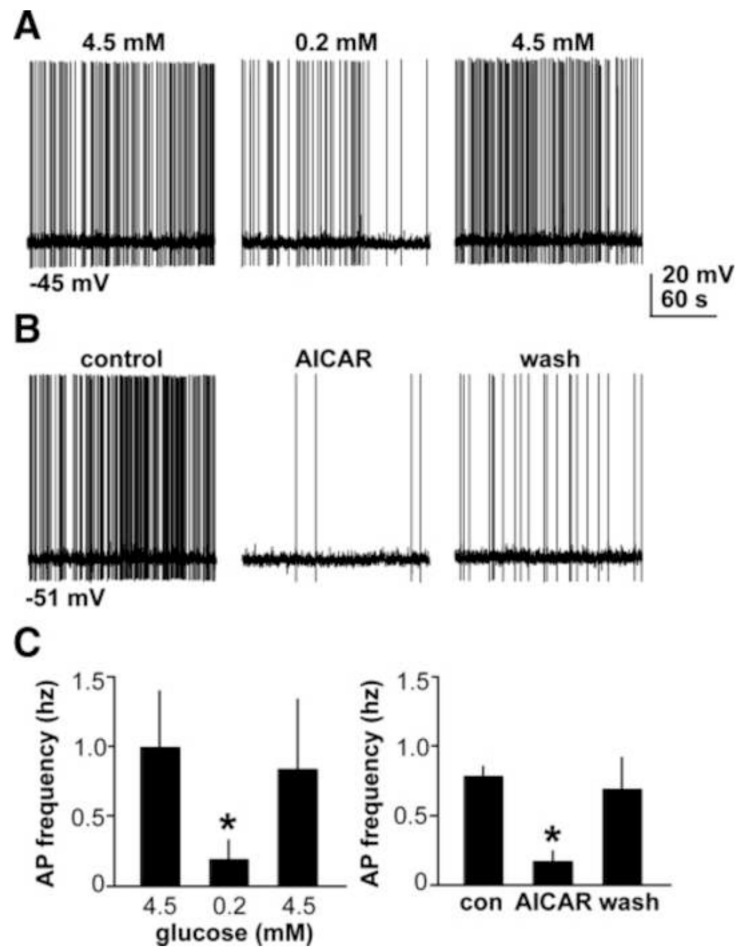 A
4.5 mM 0.2 mM 4.5 mM
-45 mV
20 mV
60 s
B
control AICAR wash
-51 mV
C
AP frequency (hz)
1.5
1.0
0.5
0
*
4.5 0.2 4.5
glucose (mM)
AP frequency (hz)
1.5
1.0
0.5
0
*
con AICAR wash